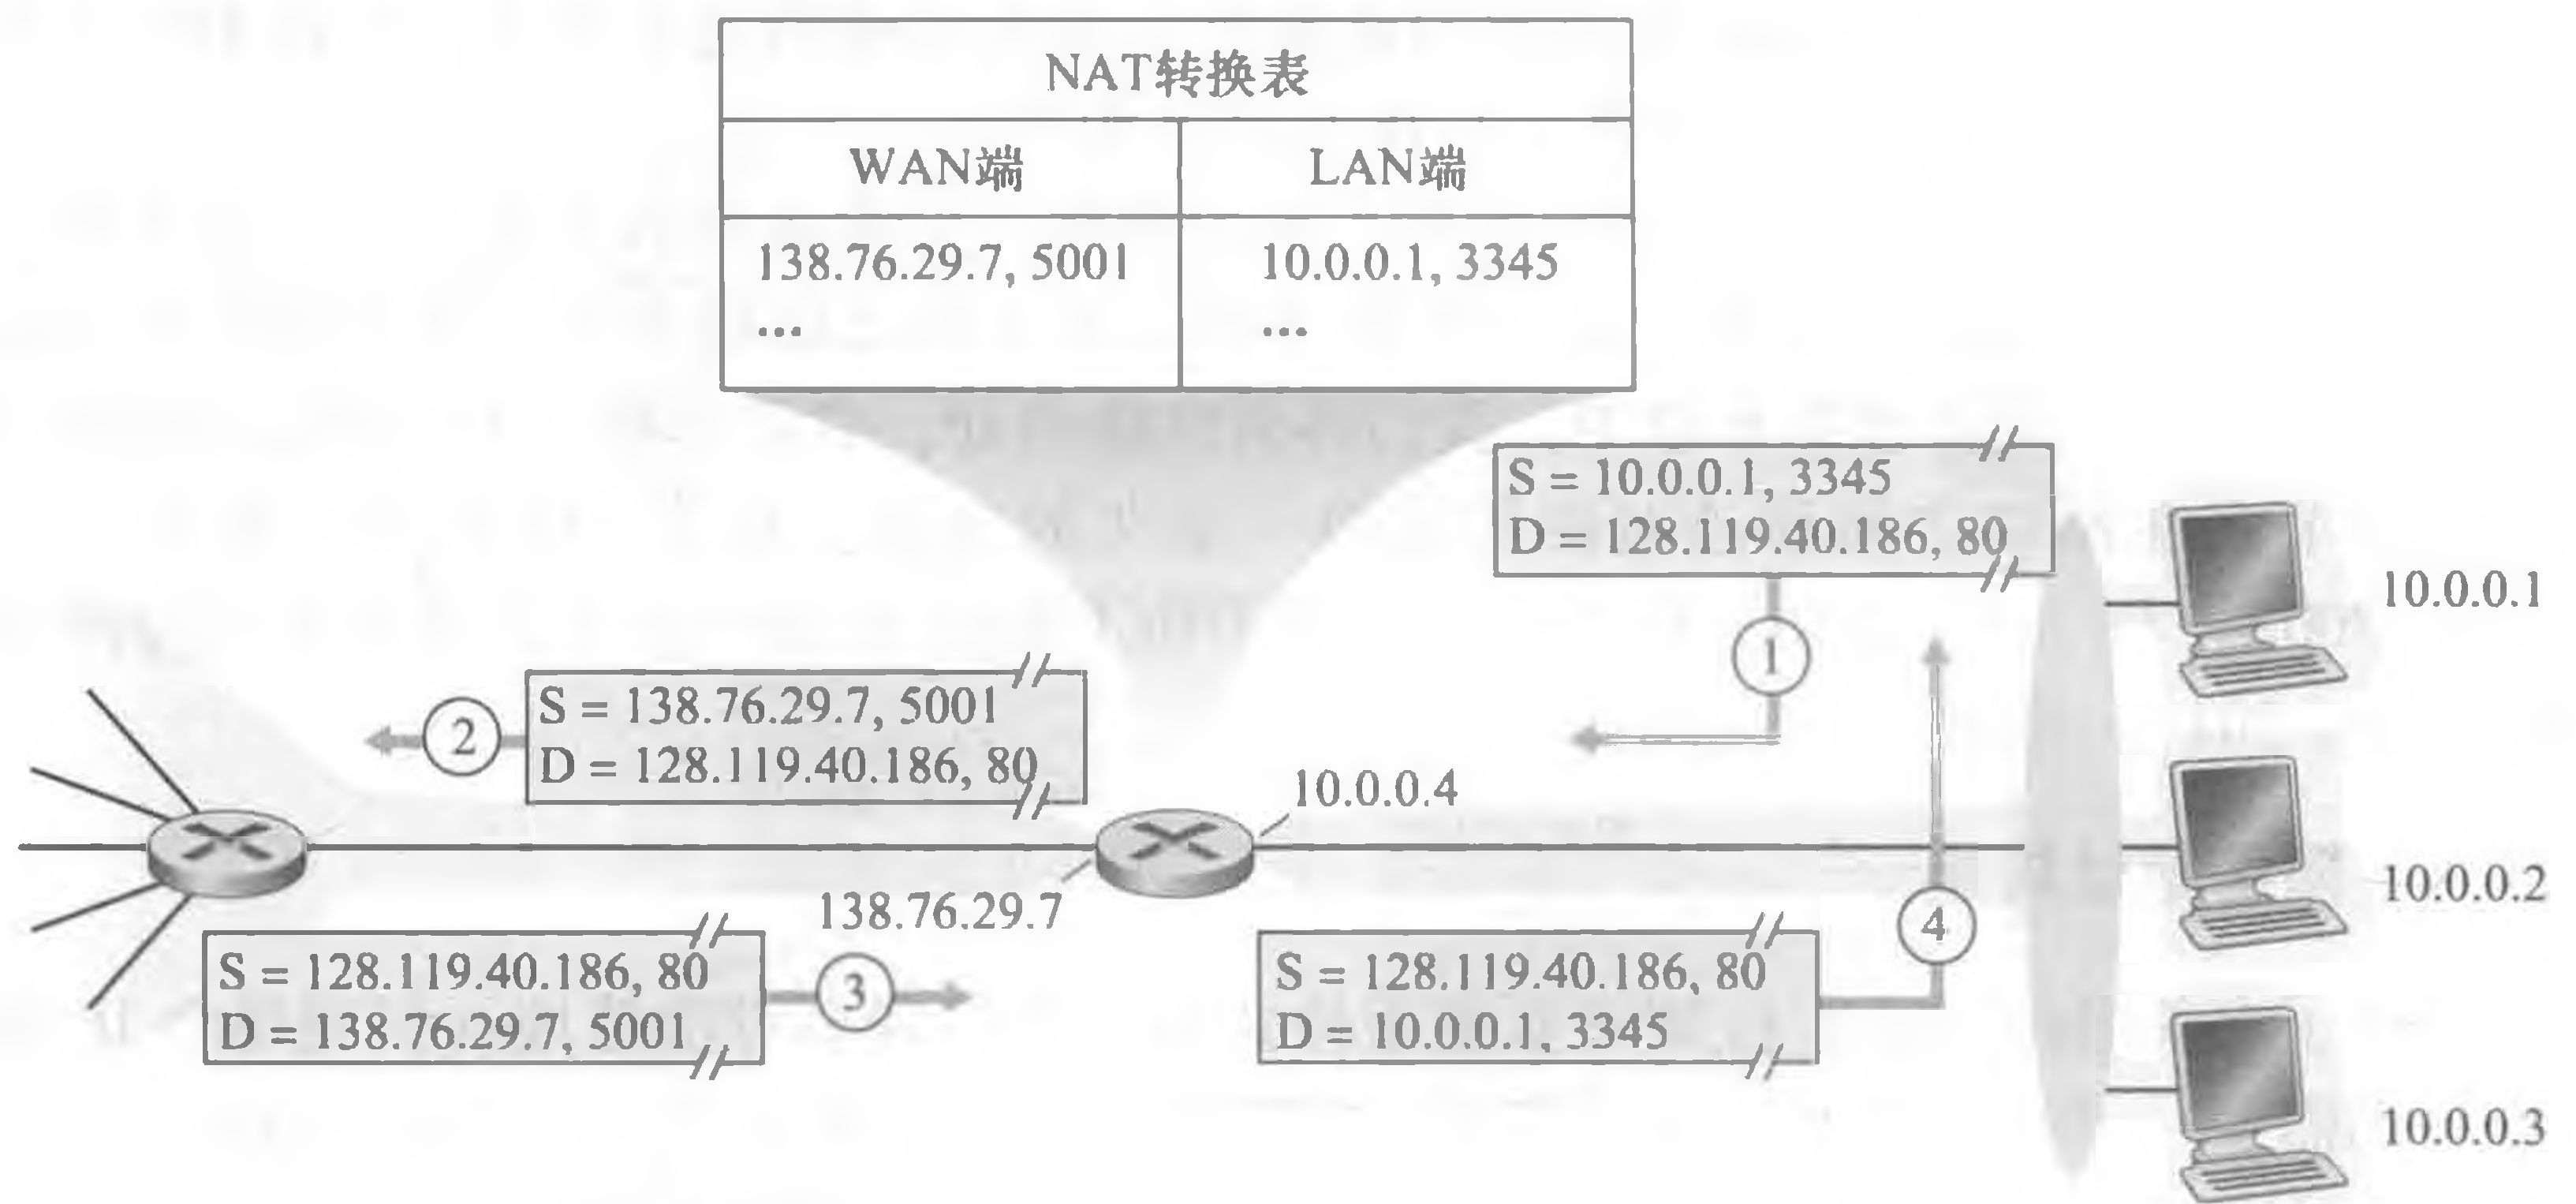 NAT转换表
WAN端 LAN端
138.76.29.7, 5001 10.0.0.1, 3345
... ...
S = 10.0.0.1, 3345
D = 128.119.40.186, 80
10.0.0.1
1
S = 138.76.29.7, 5001
D = 128.119.40.186, 80
2
10.0.0.4
138.76.29.7
10.0.0.2
4
S = 128.119.40.186, 80
D = 138.76.29.7, 5001
3
S = 128.119.40.186, 80
D = 10.0.0.1, 3345
10.0.0.3